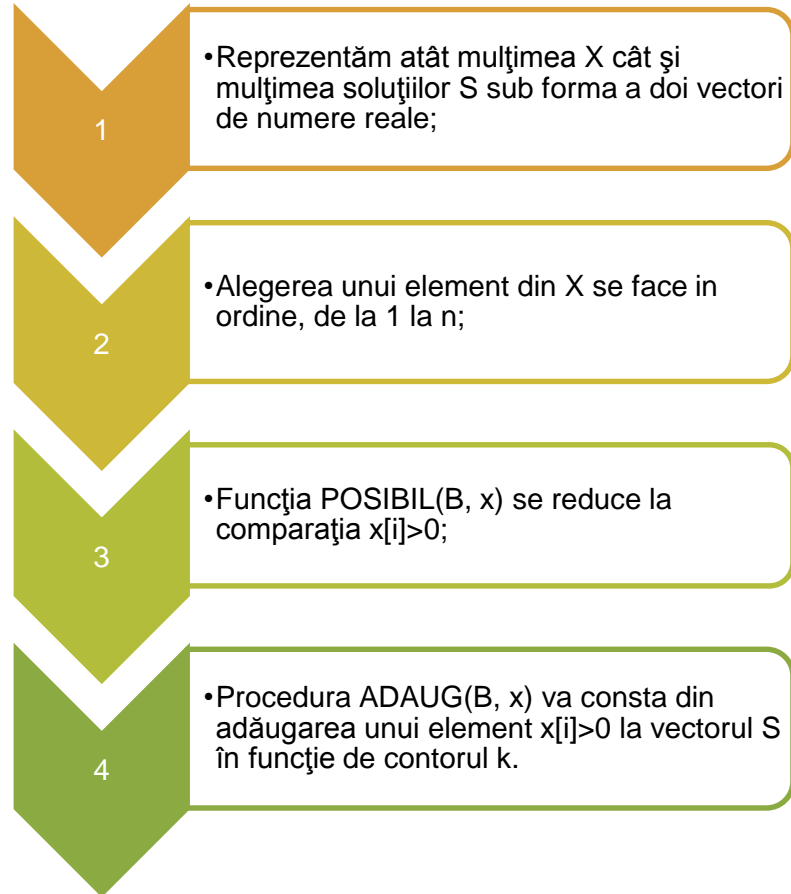 1
•Reprezentăm atât mulţimea X cât şi
mulţimea soluţiilor S sub forma a doi vectori
de numere reale;
2
•Alegerea unui element din X se face in
ordine, de la 1 la n;
3
•Funcţia POSIBIL(B, x) se reduce la
comparaţia x[i]>0;
4
•Procedura ADAUG(B, x) va consta din
adăugarea unui element x[i]>0 la vectorul S
în funcţie de contorul k.